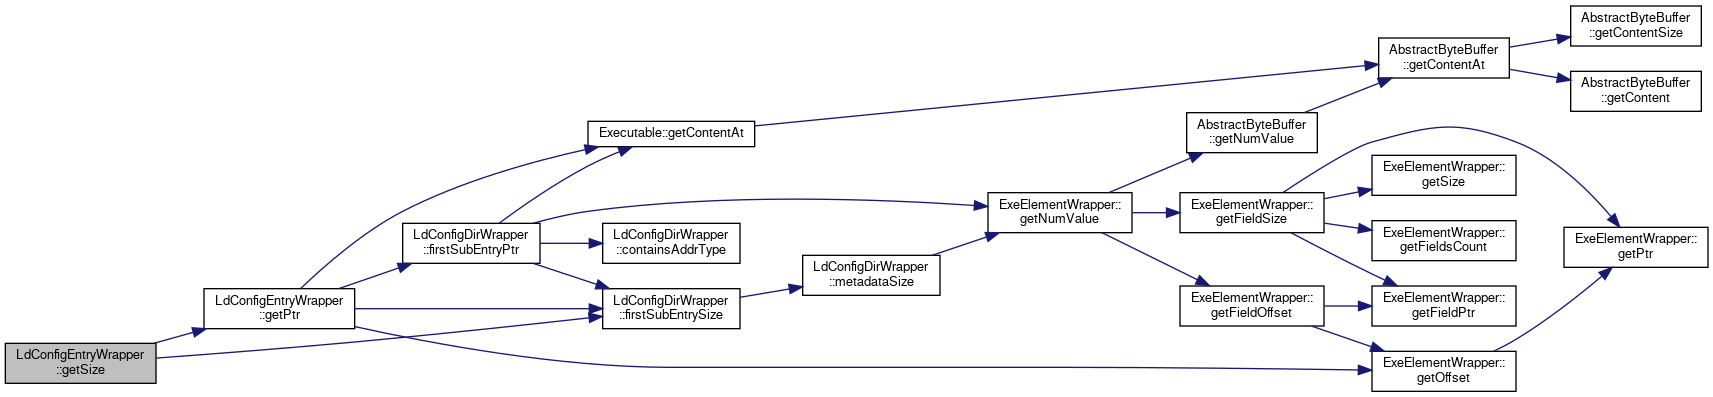 LdConfigEntryWrapper
::getSize
LdConfigEntryWrapper
::getPtr
LdConfigDirWrapper
::firstSubEntryPtr
Executable::getContentAt
LdConfigDirWrapper
::containsAddrType
LdConfigDirWrapper
::firstSubEntrySize
LdConfigDirWrapper
::metadataSize
ExeElementWrapper::
getNumValue
AbstractByteBuffer
::getNumValue
ExeElementWrapper::
getFieldSize
ExeElementWrapper::
getFieldOffset
AbstractByteBuffer
::getContentAt
ExeElementWrapper::
getSize
ExeElementWrapper::
getFieldsCount
ExeElementWrapper::
getFieldPtr
ExeElementWrapper::
getOffset
AbstractByteBuffer
::getContentSize
AbstractByteBuffer
::getContent
ExeElementWrapper::
getPtr